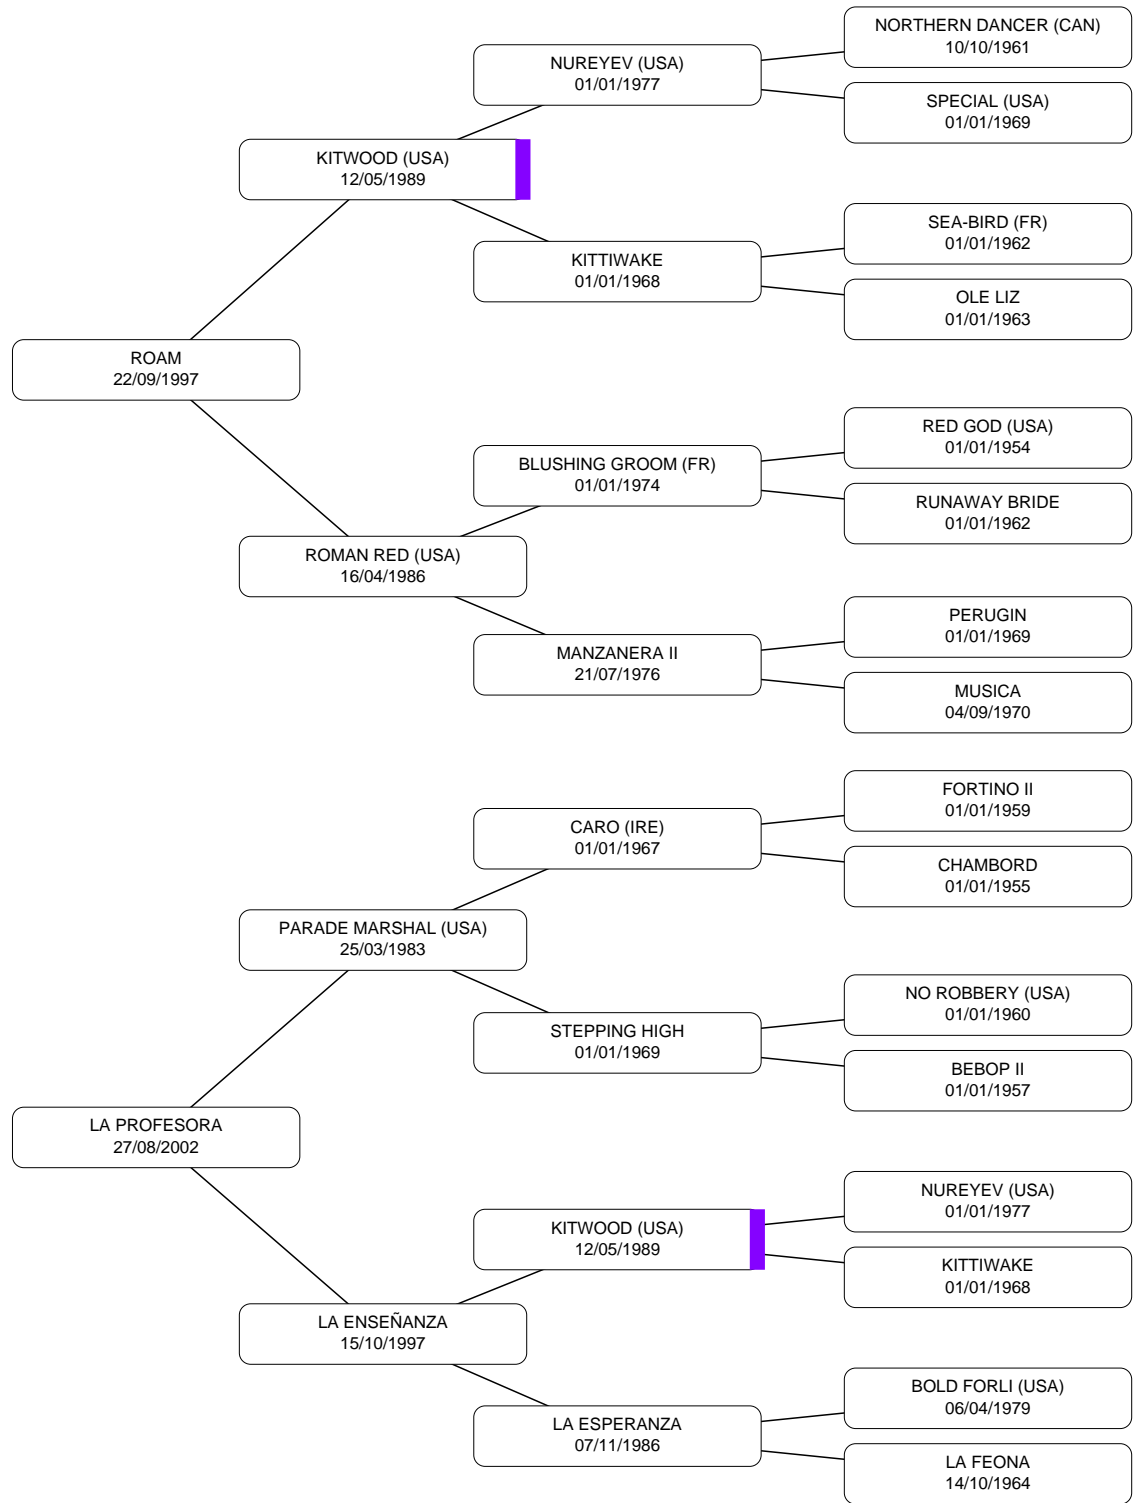 NORTHERN DANCER (CAN)
10/10/1961
NUREYEV (USA)
01/01/1977
SPECIAL (USA)
01/01/1969
KITWOOD (USA)
12/05/1989
SEA-BIRD (FR)
01/01/1962
KITTIWAKE
01/01/1968
OLE LIZ
01/01/1963
ROAM
22/09/1997
RED GOD (USA)
01/01/1954
BLUSHING GROOM (FR)
01/01/1974
RUNAWAY BRIDE
01/01/1962
ROMAN RED (USA)
16/04/1986
PERUGIN
01/01/1969
MANZANERA II
21/07/1976
MUSICA
04/09/1970
FORTINO II
01/01/1959
CARO (IRE)
01/01/1967
CHAMBORD
01/01/1955
PARADE MARSHAL (USA)
25/03/1983
NO ROBBERY (USA)
01/01/1960
STEPPING HIGH
01/01/1969
BEBOP II
01/01/1957
LA PROFESORA
27/08/2002
NUREYEV (USA)
01/01/1977
KITWOOD (USA)
12/05/1989
KITTIWAKE
01/01/1968
LA ENSEÑANZA
15/10/1997
BOLD FORLI (USA)
06/04/1979
LA ESPERANZA
07/11/1986
LA FEONA
14/10/1964